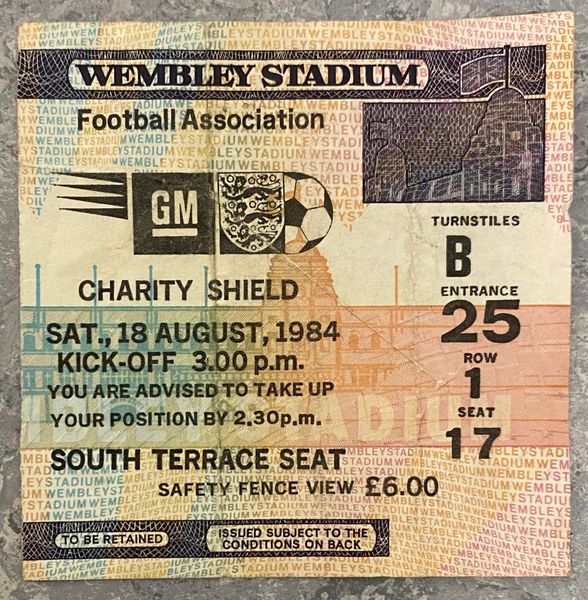 WEMBLEY STADIUM
Football Association
GM
CHARITY SHIELD
SAT., 18 AUGUST, 1984
KICK-OFF 3.00 p.m.
YOU ARE ADVISED TO TAKE UP
YOUR POSITION BY 2.30p.m.
SOUTH TERRACE SEAT
SAFETY FENCE VIEW £6.00
TURNSTILES
B
ENTRANCE
25
ROW
1
SEAT
17
TO BE RETAINED
ISSUED SUBJECT TO THE
CONDITIONS ON BACK